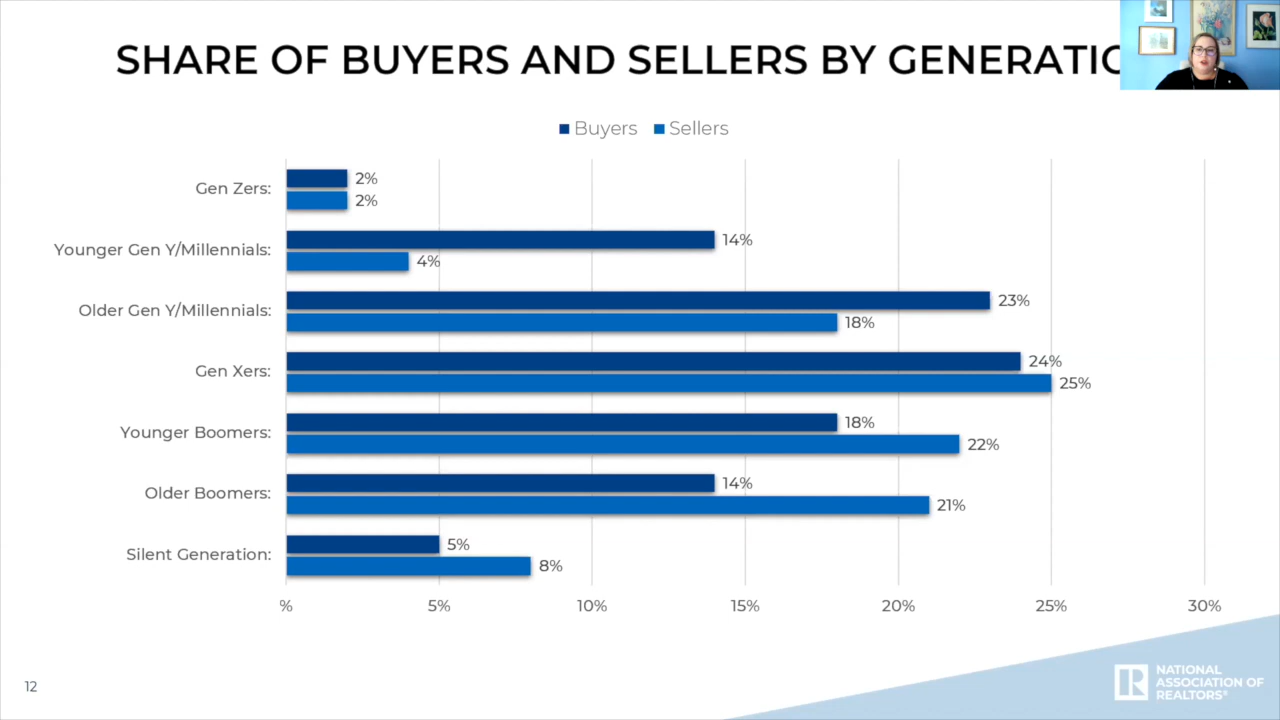 SHARE OF BUYERS AND SELLERS BY GENERATIO
Buyers Sellers
Gen Zers: 2%
2%
Younger Gen Y/Millennials: 14%
4%
Older Gen Y/Millennials: 23%
18%
Gen Xers: 24%
25%
Younger Boomers: 18%
22%
Older Boomers: 14%
21%
Silent Generation: 5%
8%
% 5% 10% 15% 20% 25% 30%
12
NATIONAL
ASSOCIATION OF
REALTORS®